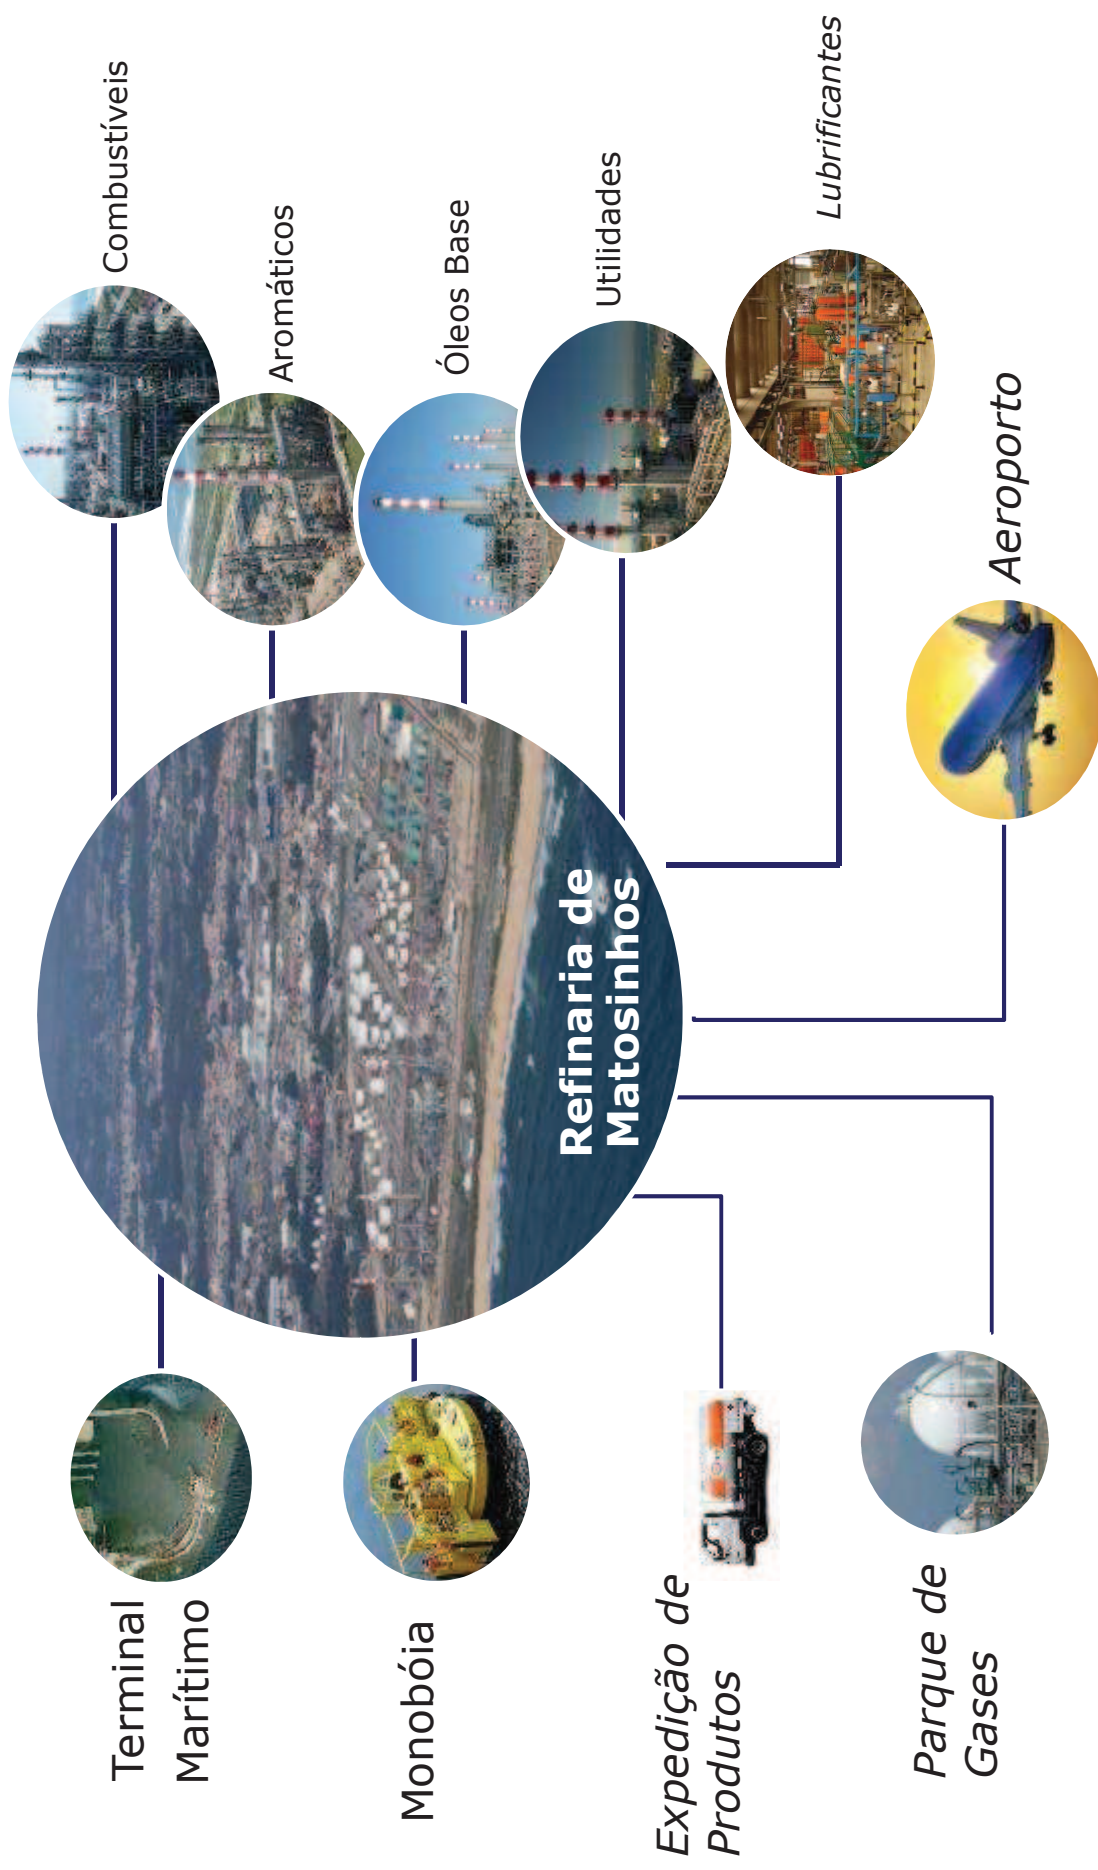 Terminal
Marítimo
Monobóia
Expedição de
Produtos
Parque de
Gases
Refinaria de
Matosinhos
Aeroporto
Combustíveis
Aromáticos
Óleos Base
Utilidades
Lubrificantes